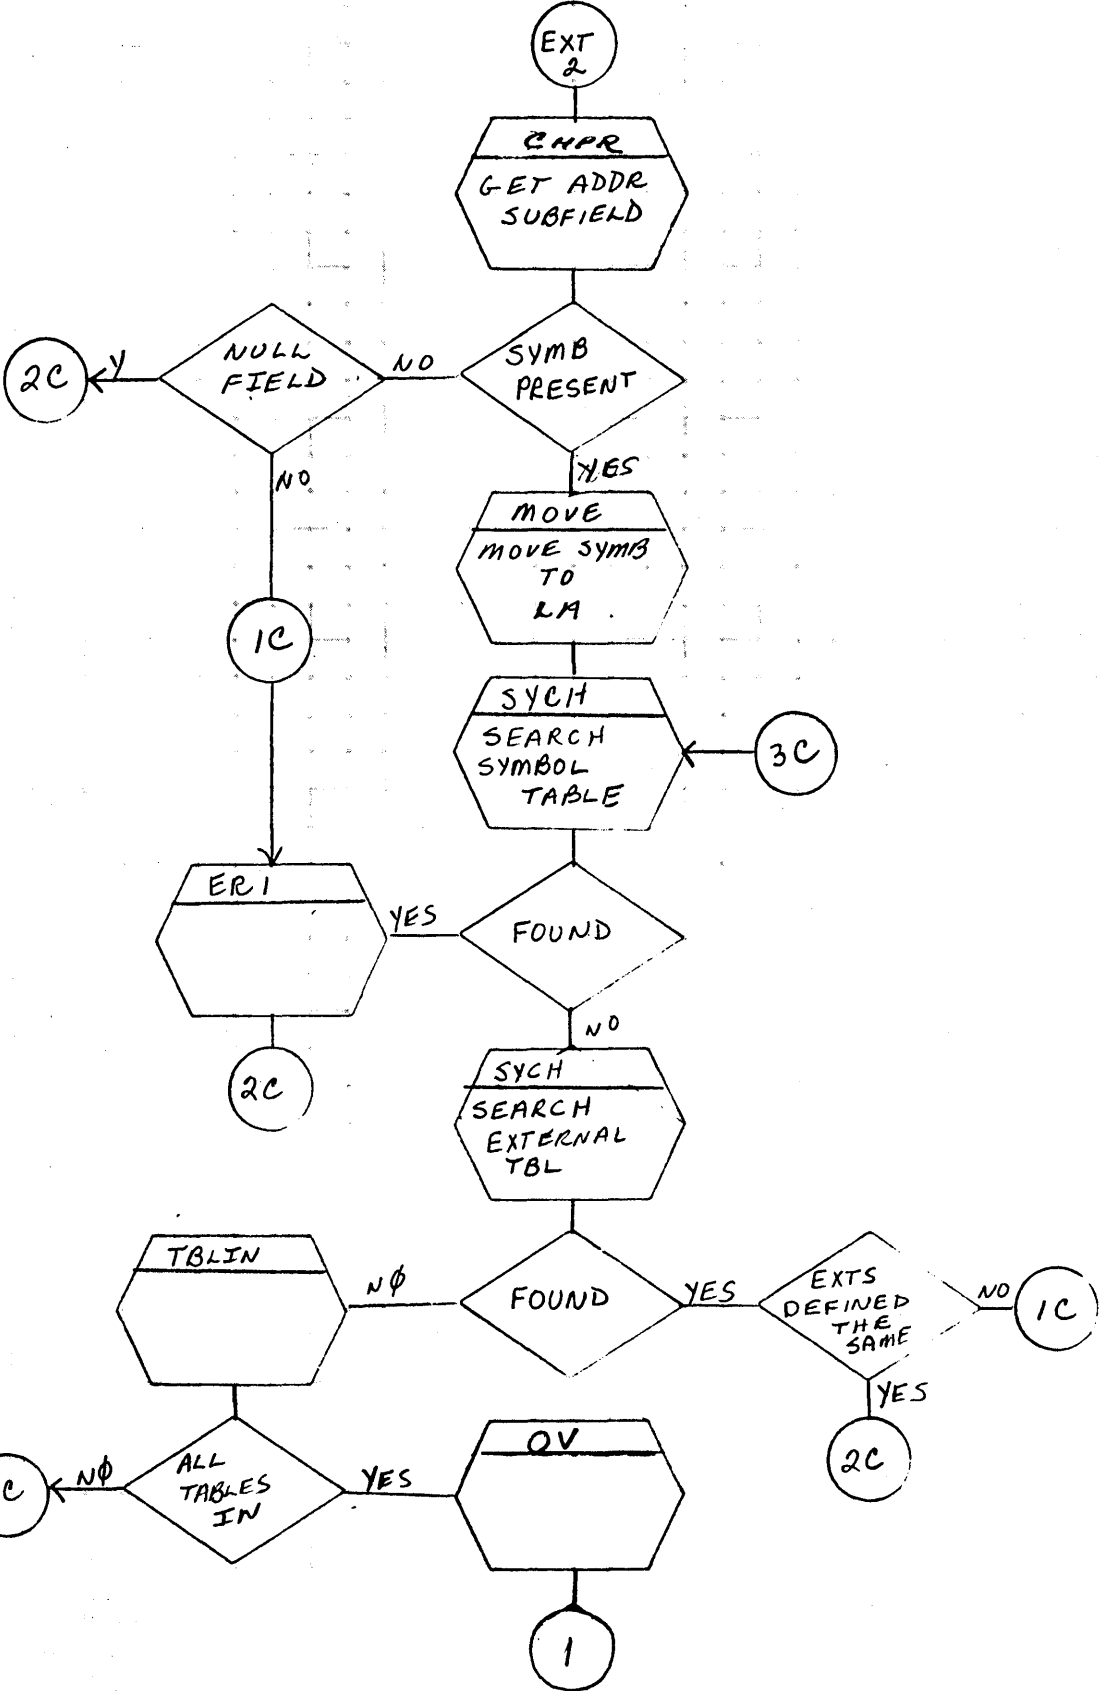 EXT
2
CHPR
GET ADDR
SUBFIELD
SYMB
PRESENT
NO
NULL
FIELD
Y
2C
NO
1C
YES
MOVE
MOVE SYMB
TO
LA
SYCH
SEARCH
SYMBOL
TABLE
3C
FOUND
YES
ER1
2C
NO
SYCH
SEARCH
EXTERNAL
TBL
FOUND
YES
EXTS
DEFINED
THE
SAME
NO
1C
YES
2C
NØ
TBLIN
ALL
TABLES
IN
NØ
C
YES
OV
1